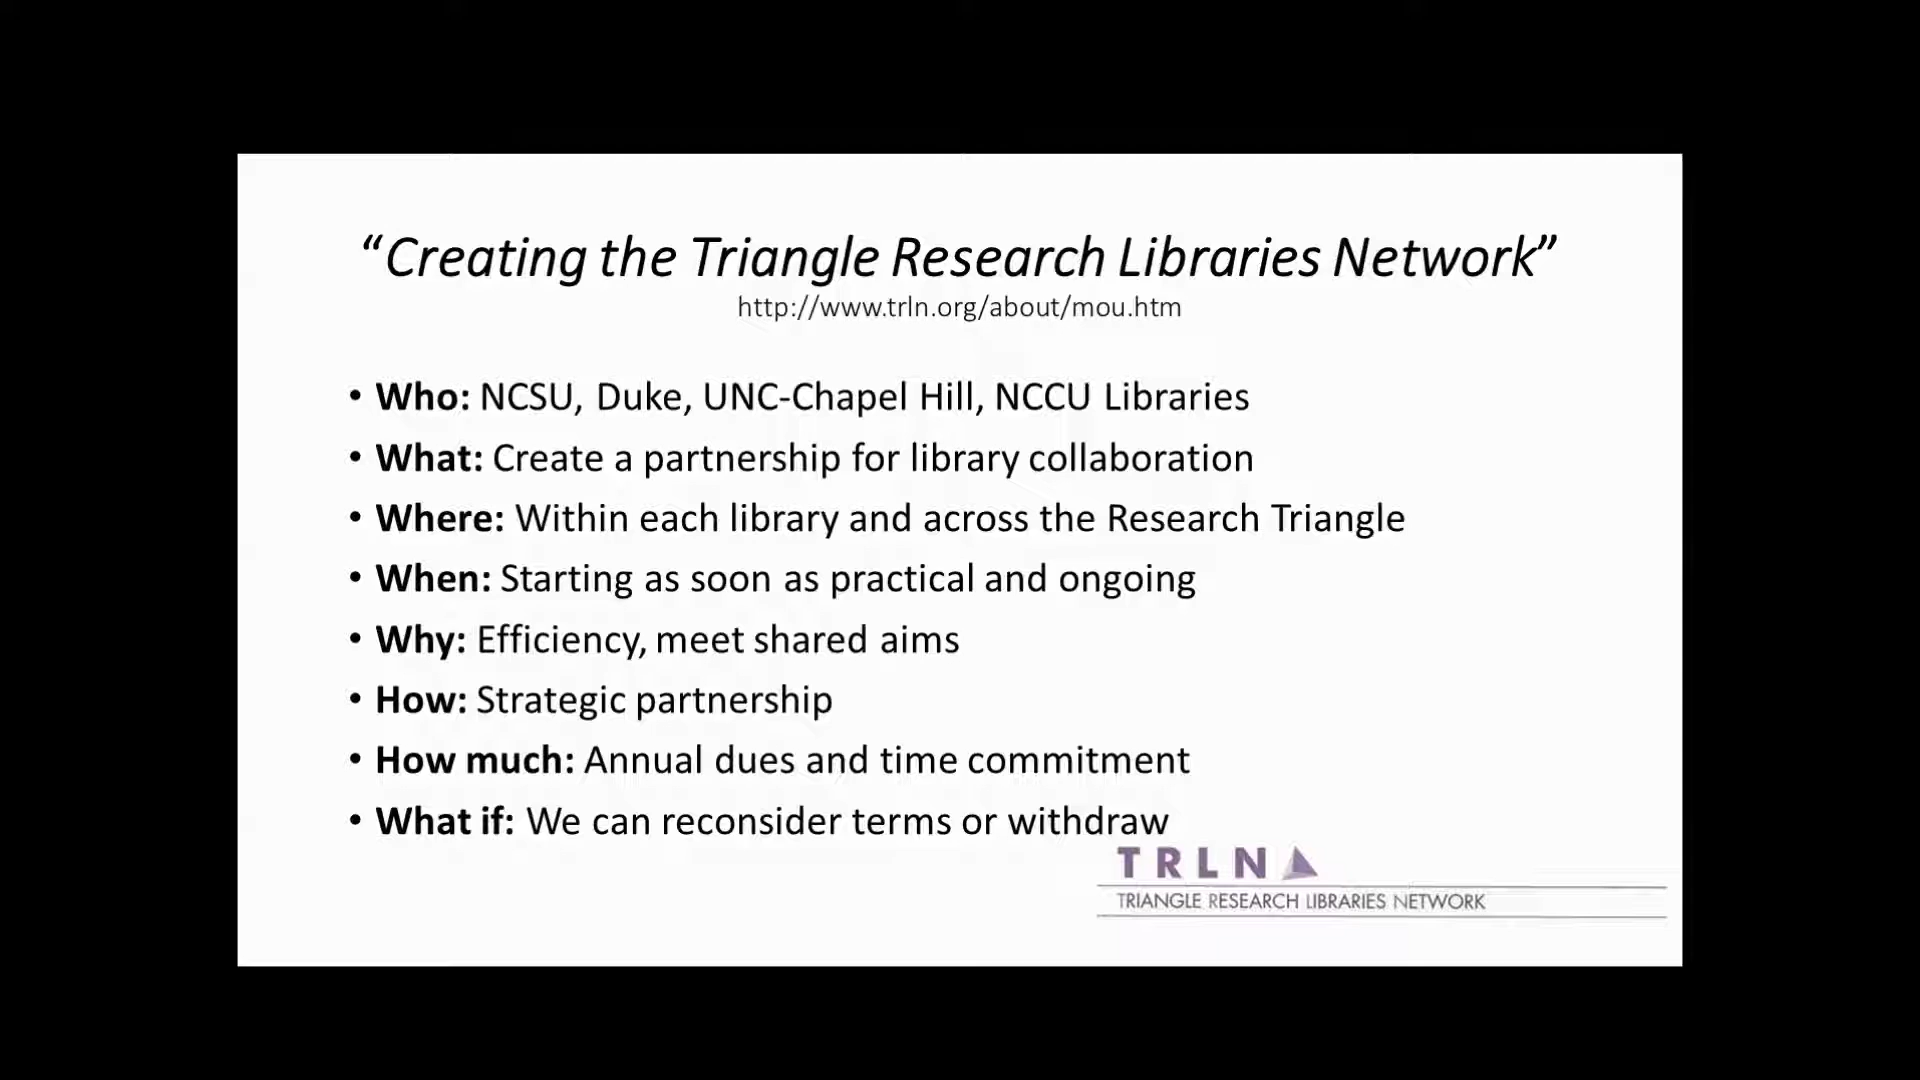 “Creating the Triangle Research Libraries Network”
http://www.trln.org/about/mou.htm
• Who: NCSU, Duke, UNC-Chapel Hill, NCCU Libraries
• What: Create a partnership for library collaboration
• Where: Within each library and across the Research Triangle
• When: Starting as soon as practical and ongoing
• Why: Efficiency, meet shared aims
• How: Strategic partnership
• How much: Annual dues and time commitment
• What if: We can reconsider terms or withdraw
TRLN
TRIANGLE RESEARCH LIBRARIES NETWORK